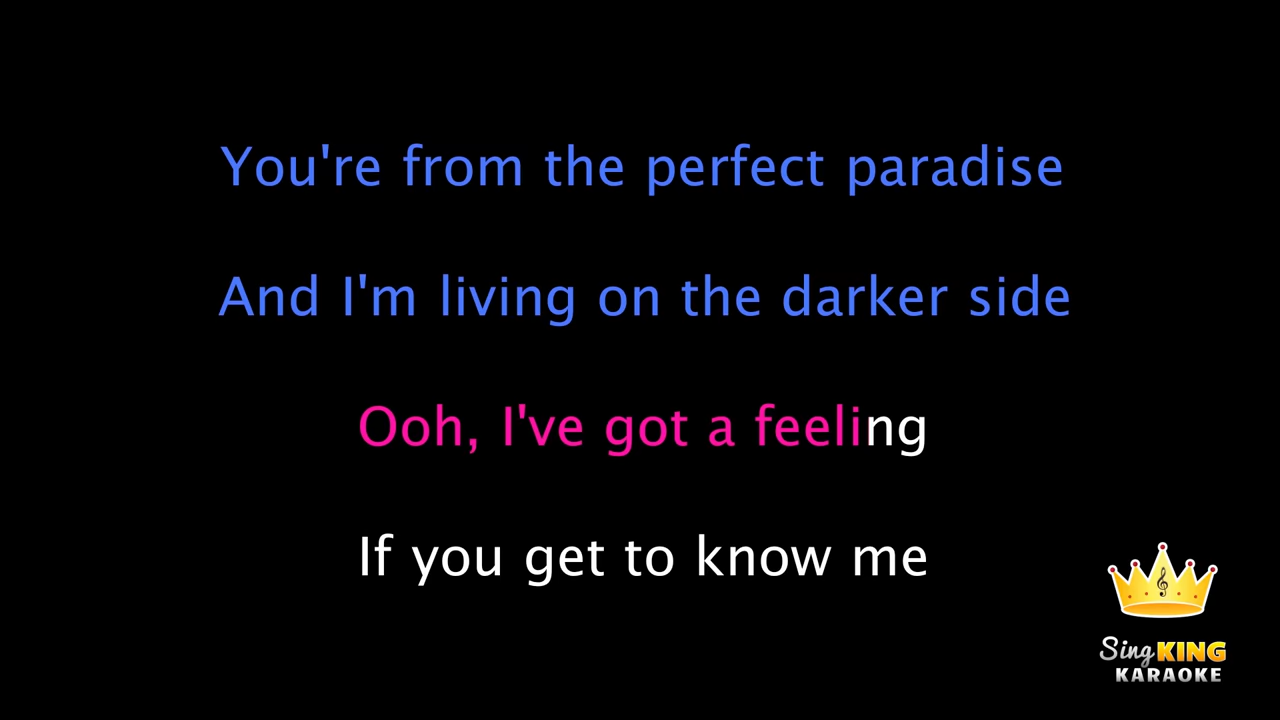 You're from the perfect paradise
And I'm living on the darker side
Ooh, I've got a feeling
If you get to know me
Sing KING
KARAOKE